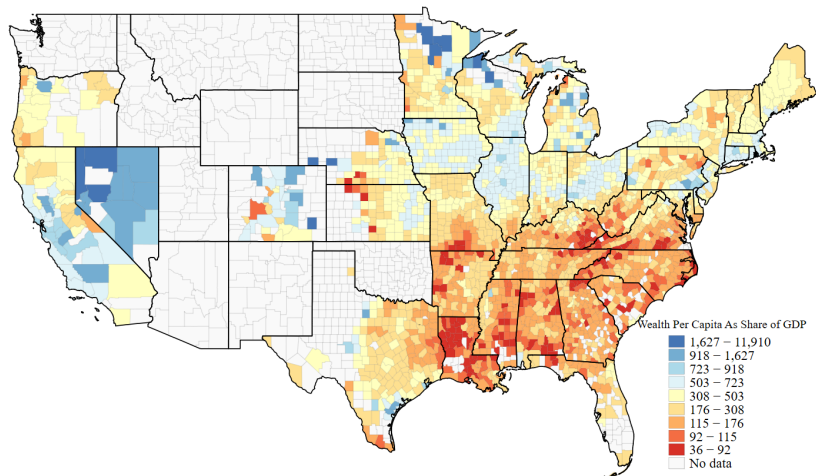 Wealth Per Capita As Share of GDP
1,627 − 11,910
918 − 1,627
723 − 918
503 − 723
308 − 503
176 − 308
115 − 176
92 − 115
36 − 92
No data